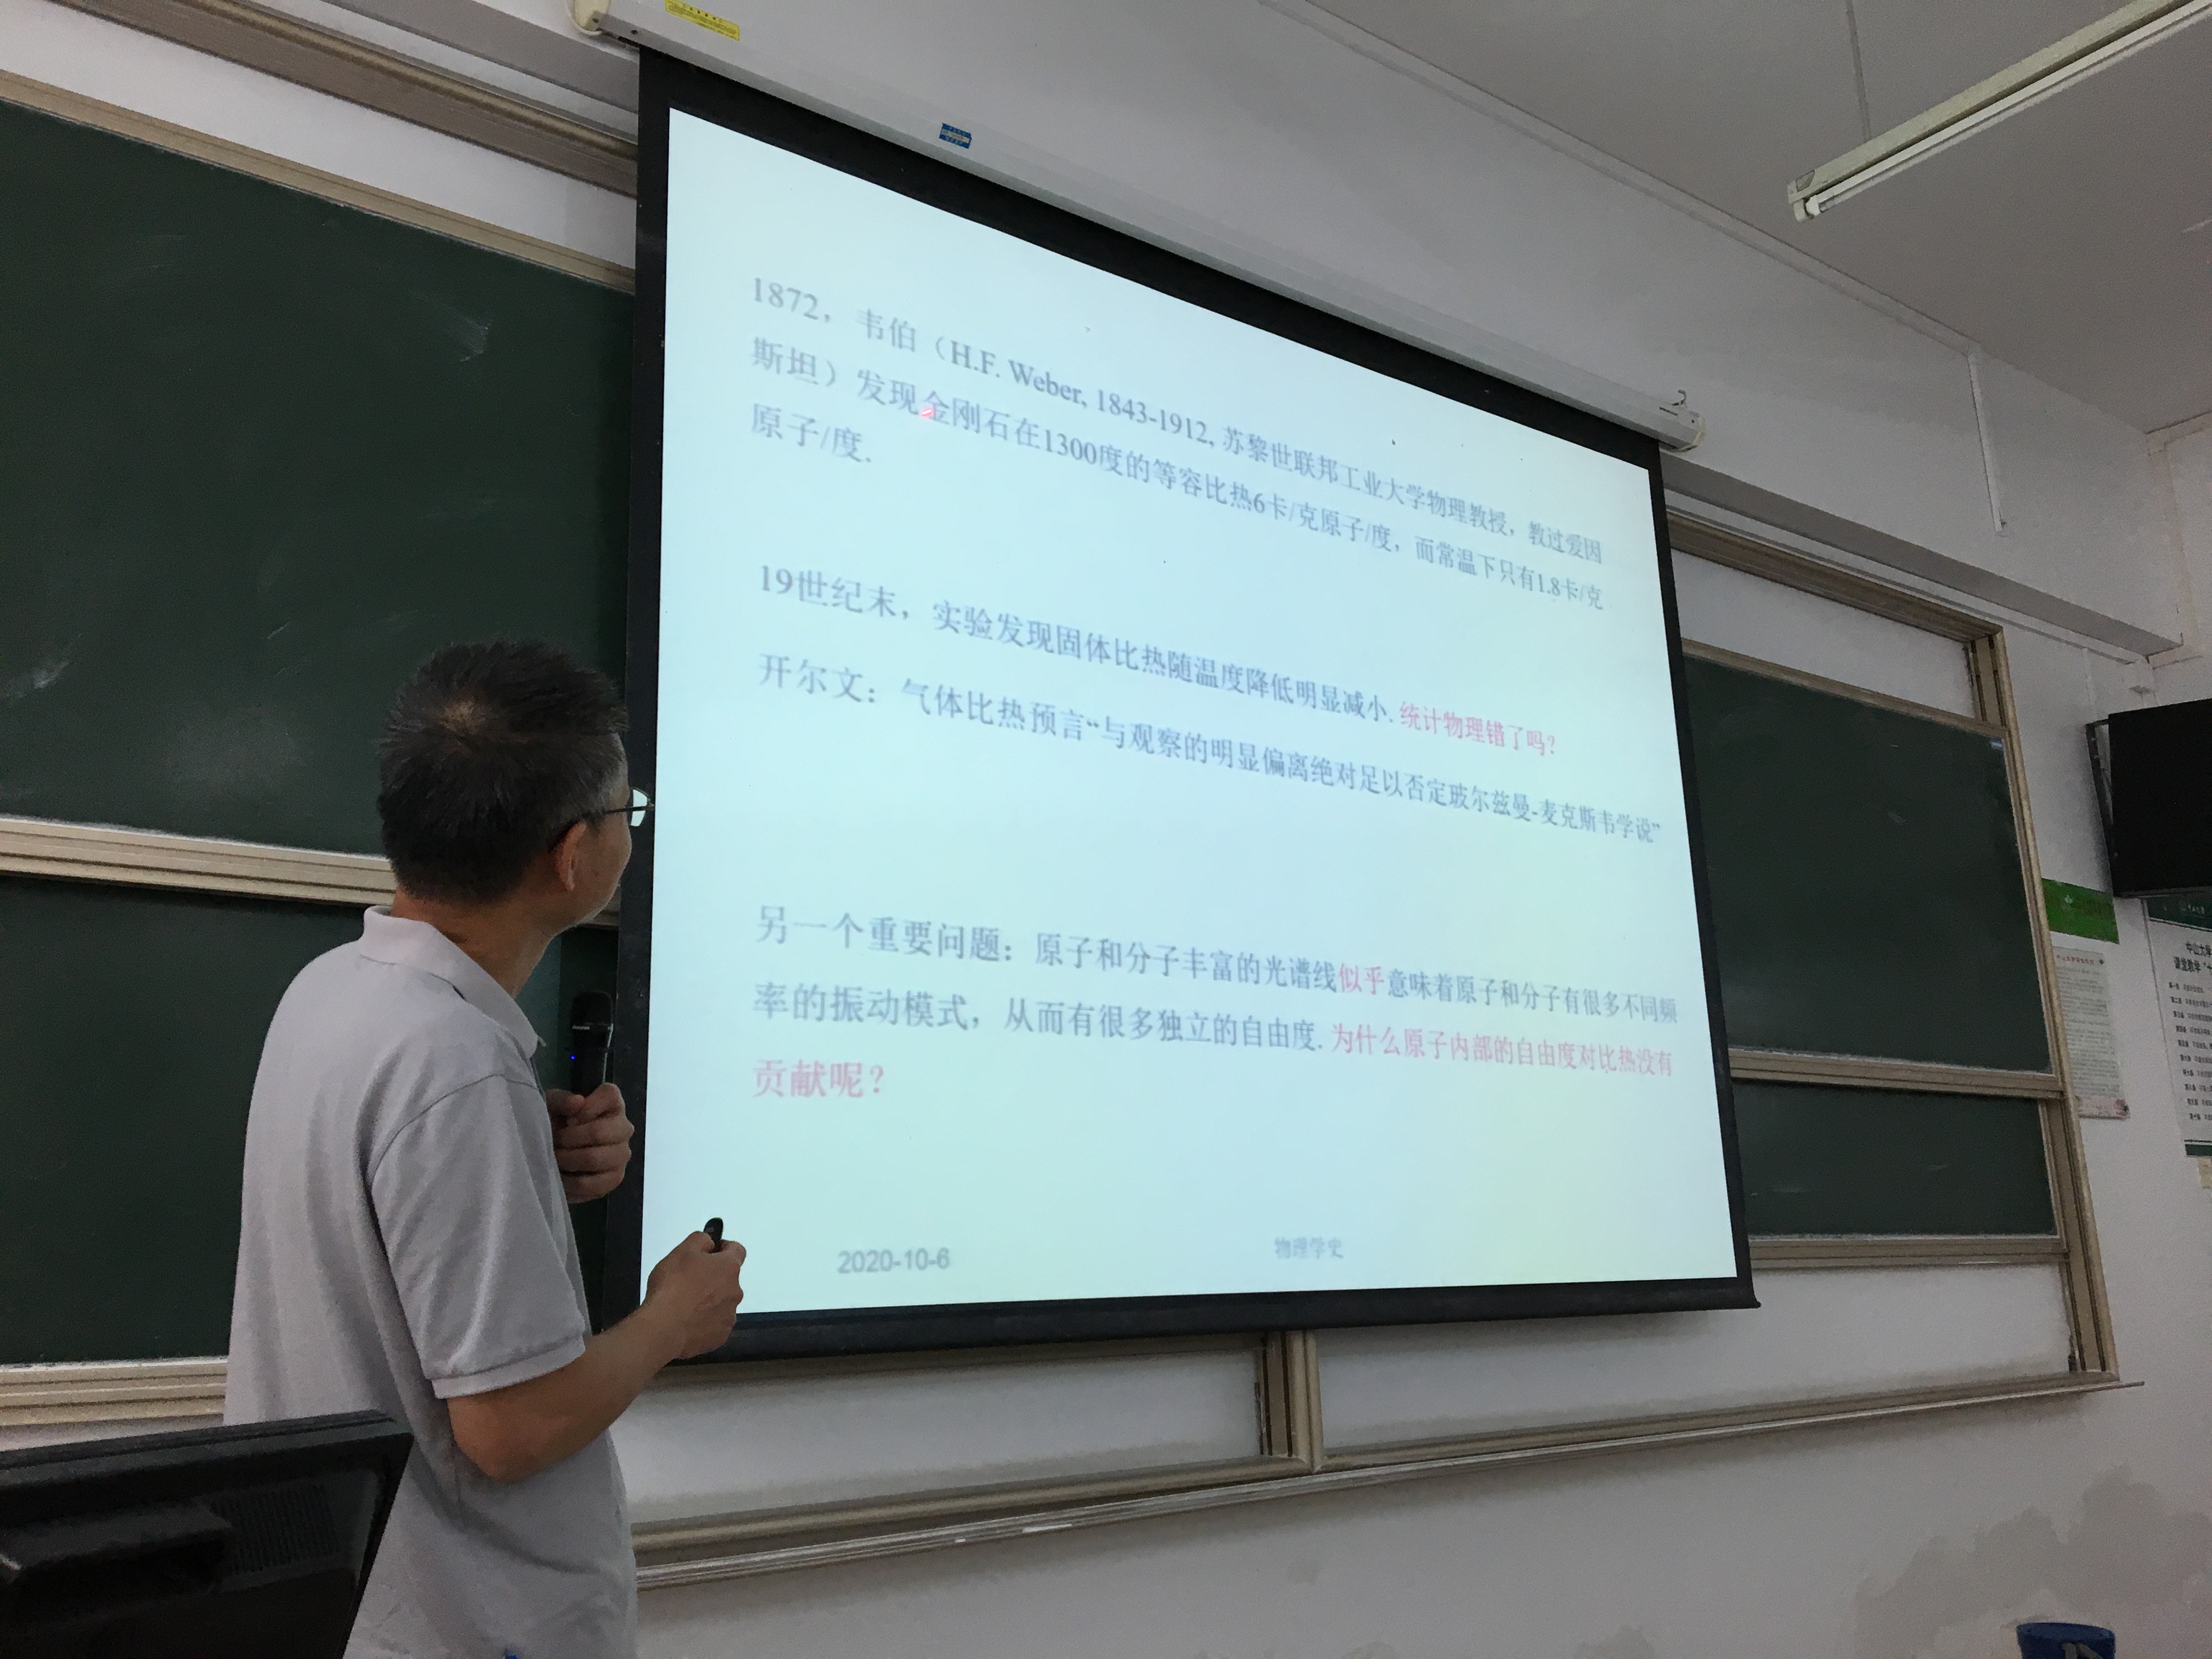 1872，韦伯（H.F. Weber, 1843-1912, 苏黎世联邦工业大学物理教授，教过爱因
斯坦）发现金刚石在1300度的等容比热6卡/克原子/度，而常温下只有1.8卡/克
原子/度.
19世纪末，实验发现固体比热随温度降低明显减小. 统计物理错了吗?
开尔文：气体比热预言“与观察的明显偏离绝对足以否定玻尔兹曼-麦克斯韦学说”
另一个重要问题：原子和分子丰富的光谱线似乎意味着原子和分子有很多不同频
率的振动模式，从而有很多独立的自由度. 为什么原子内部的自由度对比热没有
贡献呢？
2020-10-6
物理学史
中山大学
课堂教学“十